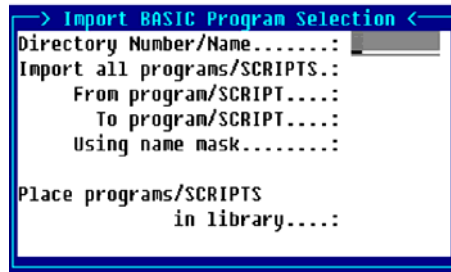 ─> Import BASIC Program Selection <─
Directory Number/Name.......:
Import all programs/SCRIPTS.:
From program/SCRIPT....:
To program/SCRIPT....:
Using name mask........:
Place programs/SCRIPTS
in library....: